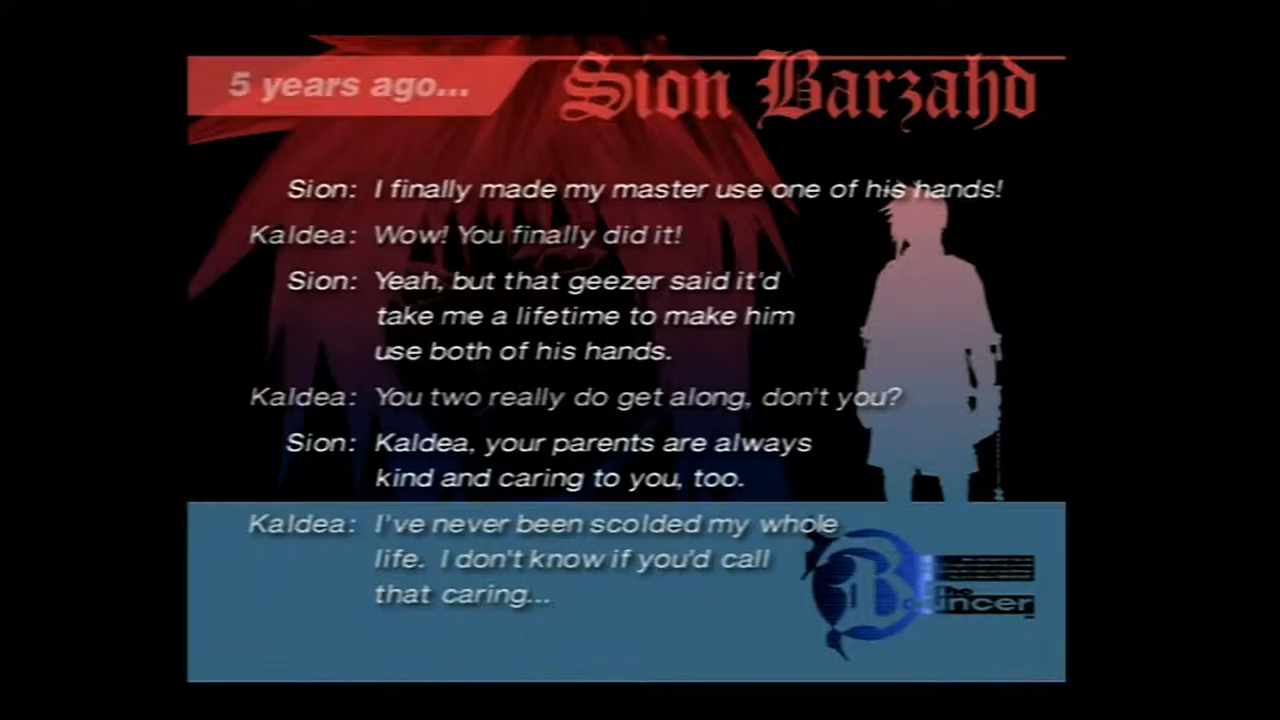 5 years ago...
Sion Barzahd
Sion: I finally made my master use one of his hands!
Kaldea: Wow! You finally did it!
Sion: Yeah, but that geezer said it'd
take me a lifetime to make him
use both of his hands.
Kaldea: You two really do get along, don't you?
Sion: Kaldea, your parents are always
kind and caring to you, too.
Kaldea: I've never been scolded my whole
life. I don't know if you'd call
that caring...
The
Bouncer